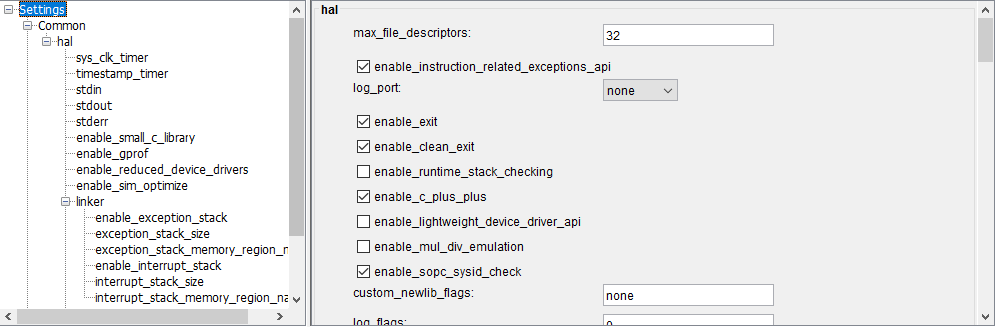 Settings
Common
hal
sys_clk_timer
timestamp_timer
stdin
stdout
stderr
enable_small_c_library
enable_gprof
enable_reduced_device_drivers
enable_sim_optimize
linker
enable_exception_stack
exception_stack_size
exception_stack_memory_region_n
enable_interrupt_stack
interrupt_stack_size
interrupt_stack_memory_region_na
hal
max_file_descriptors: 32
enable_instruction_related_exceptions_api
log_port: none
enable_exit
enable_clean_exit
enable_runtime_stack_checking
enable_c_plus_plus
enable_lightweight_device_driver_api
enable_mul_div_emulation
enable_sopc_sysid_check
custom_newlib_flags: none
log_flags: 0